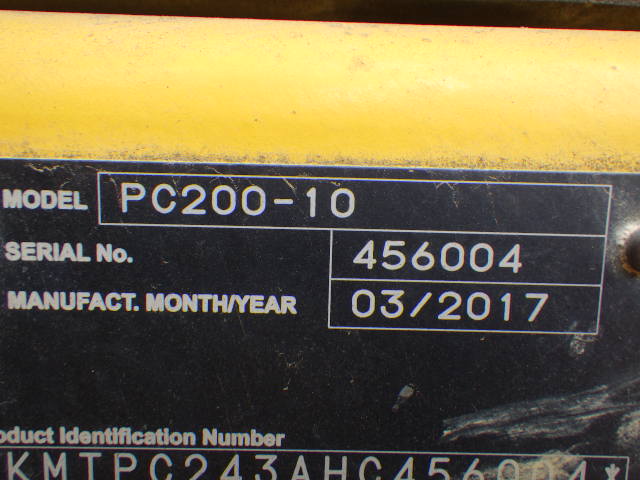 MODEL PC200-10
SERIAL No. 456004
MANUFACT. MONTH/YEAR 03/2017
oduct Identification Number
KMTPC243AHC456004*